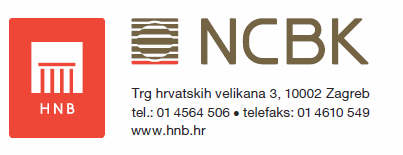 HNB
NCBK
Trg hrvatskih velikana 3, 10002 Zagreb
tel.: 01 4564 506 • telefaks: 01 4610 549
www.hnb.hr